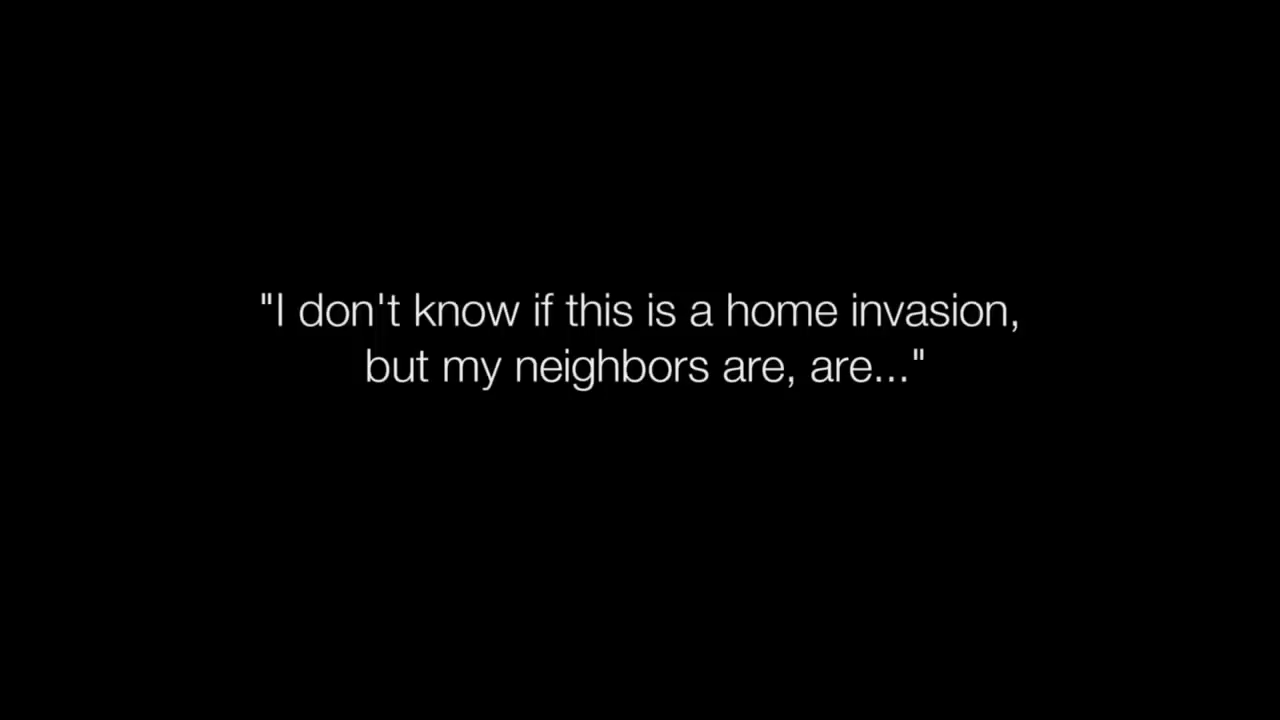 "I don't know if this is a home invasion,
but my neighbors are, are..."